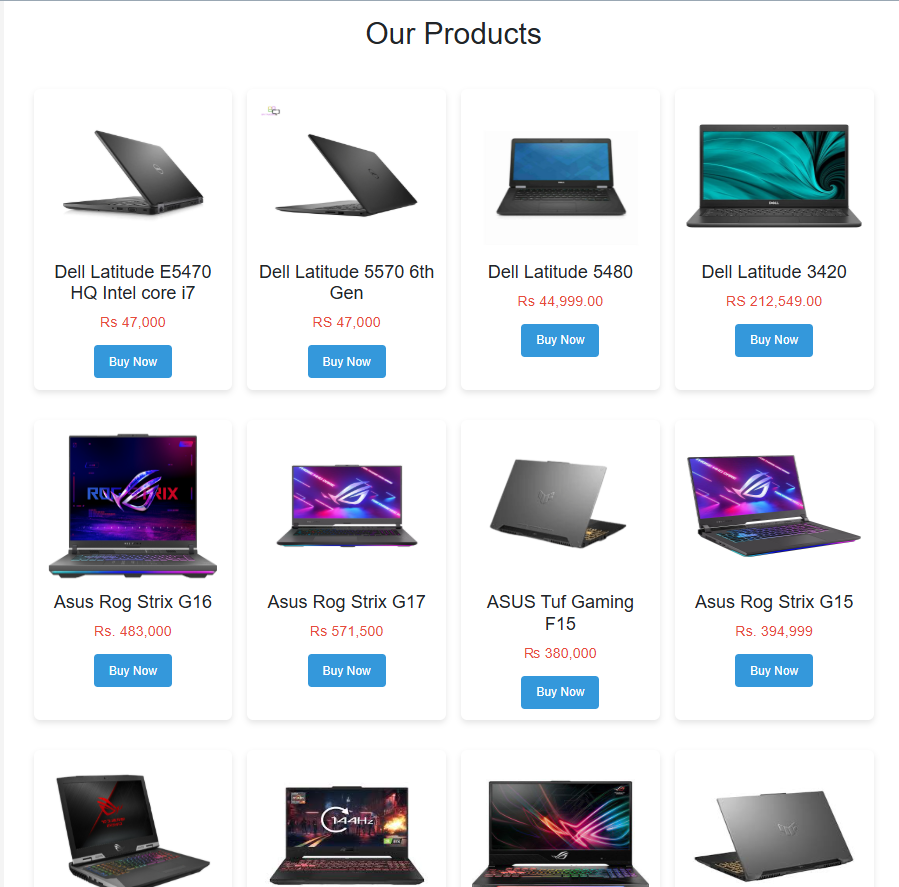 Our Products
Dell Latitude E5470
HQ Intel core i7
Rs 47,000
Buy Now
Dell Latitude 5570 6th
Gen
RS 47,000
Buy Now
Dell Latitude 5480
Rs 44,999.00
Buy Now
Dell Latitude 3420
RS 212,549.00
Buy Now
ROG STRIX
Asus Rog Strix G16
Rs. 483,000
Buy Now
Asus Rog Strix G17
Rs 571,500
Buy Now
ASUS Tuf Gaming
F15
Rs 380,000
Buy Now
Asus Rog Strix G15
Rs. 394,999
Buy Now
144Hz